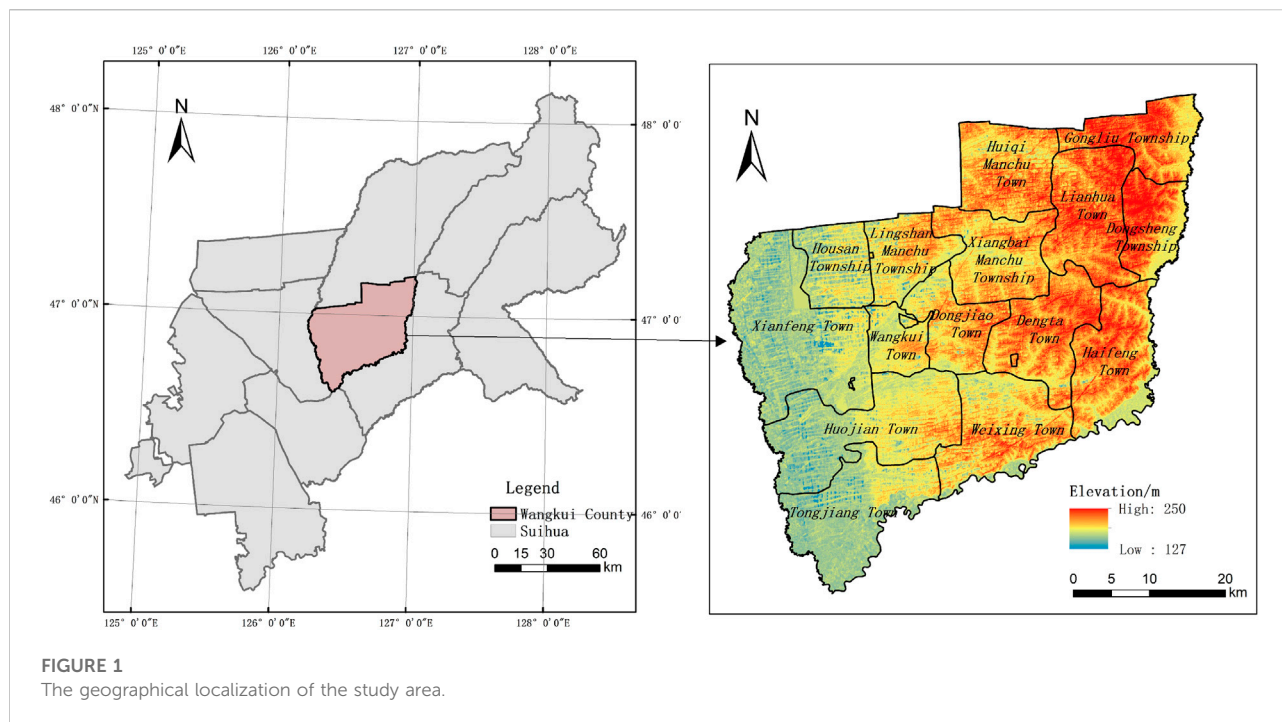 125° 0'0"E
126° 0'0"E
127° 0'0"E
128° 0'0"E
48° 0'0"N
48° 0'0"
47° 0'0"N
47° 0'0"
46° 0'0"N
46° 0'0"
N
Legend
Wangkui County
Suihua
0 15 30 60
km
125° 0'0"E
126° 0'0"E
127° 0'0"E
128° 0'0"E
N
Huiqi
Manchu
Town
Gongliu Township
Lianhua
Town
Dongsheng
Township
Housan
Township
Lingshan
Manchu
Township
Xiangbai
Manchu
Township
Xianfeng Town
Wangkui
Town
Dongjiao
Town
Dengta
Town
Haifeng
Town
Huojian Town
Weixing Town
Tongjiang Town
Elevation/m
High: 250
Low : 127
0 5 10 20
km
FIGURE 1
The geographical localization of the study area.